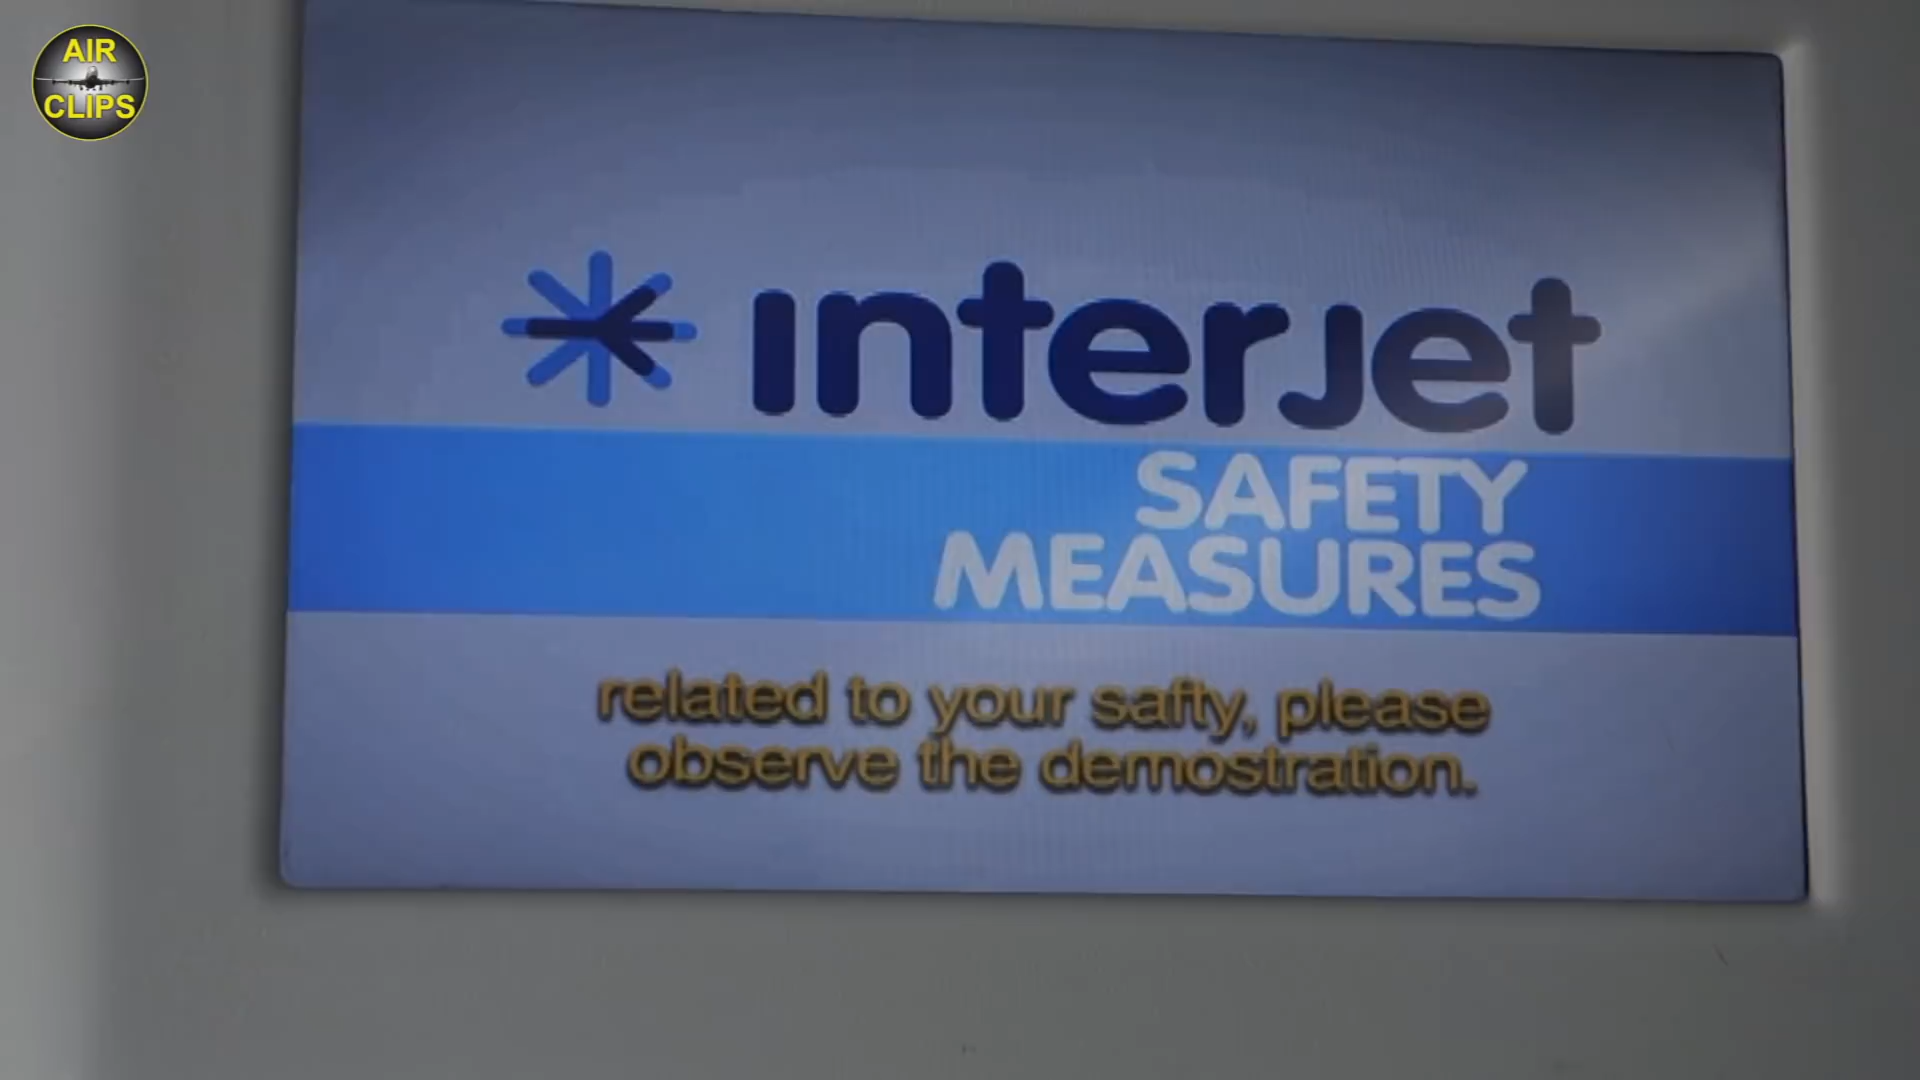 AIR
CLIPS
interjet
SAFETY
MEASURES
related to your safty, please
observe the demostration.